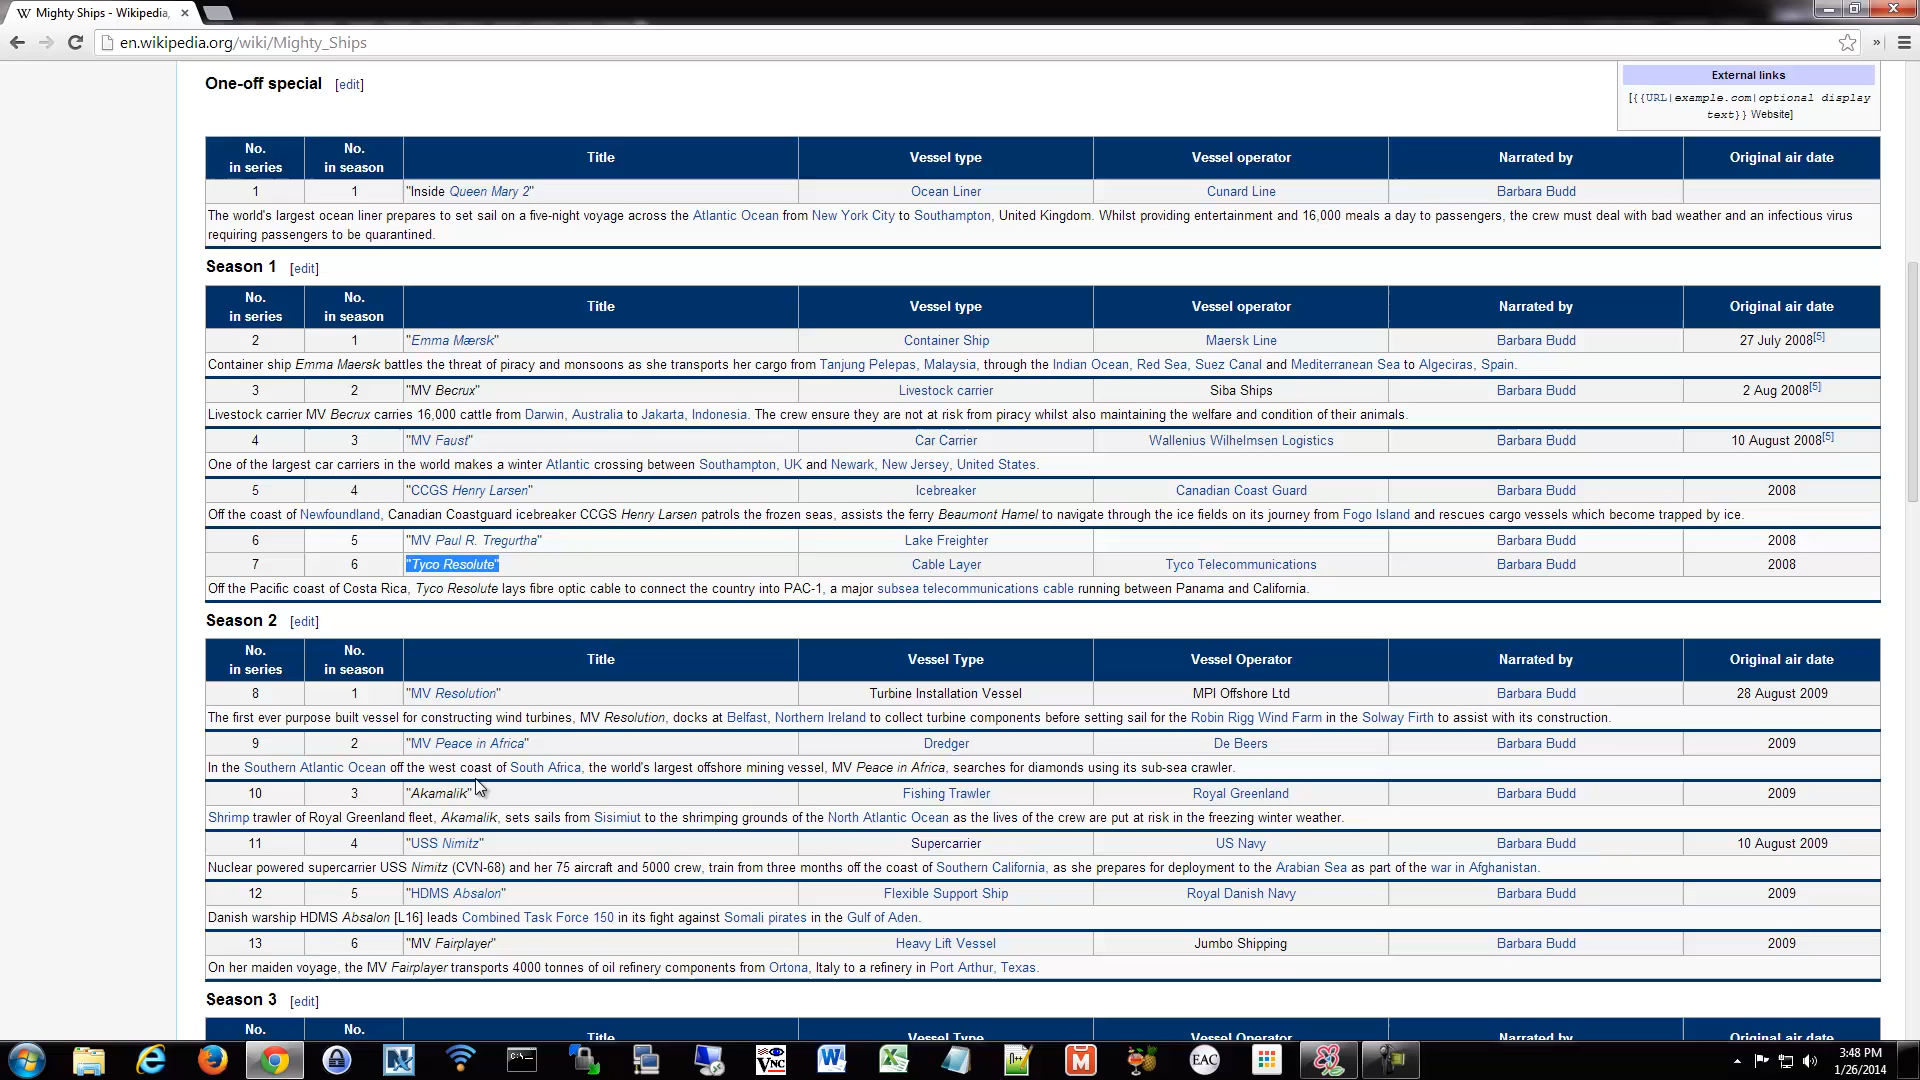 Mighty Ships - Wikipedia,
en.wikipedia.org/wiki/Mighty_Ships
One-off special [edit]
External links
[{{URL|example.com|optional display
text}} Website]
No. in series No. in season Title Vessel type Vessel operator Narrated by Original air date
1 1 "Inside Queen Mary 2" Ocean Liner Cunard Line Barbara Budd
The world's largest ocean liner prepares to set sail on a five-night voyage across the Atlantic Ocean from New York City to Southampton, United Kingdom. Whilst providing entertainment and 16,000 meals a day to passengers, the crew must deal with bad weather and an infectious virus
requiring passengers to be quarantined.
Season 1 [edit]
No. in series No. in season Title Vessel type Vessel operator Narrated by Original air date
2 1 "Emma Mærsk" Container Ship Maersk Line Barbara Budd 27 July 2008[5]
Container ship Emma Maersk battles the threat of piracy and monsoons as she transports her cargo from Tanjung Pelepas, Malaysia, through the Indian Ocean, Red Sea, Suez Canal and Mediterranean Sea to Algeciras, Spain.
3 2 "MV Becrux" Livestock carrier Siba Ships Barbara Budd 2 Aug 2008[5]
Livestock carrier MV Becrux carries 16,000 cattle from Darwin, Australia to Jakarta, Indonesia. The crew ensure they are not at risk from piracy whilst also maintaining the welfare and condition of their animals.
4 3 "MV Faust" Car Carrier Wallenius Wilhelmsen Logistics Barbara Budd 10 August 2008[5]
One of the largest car carriers in the world makes a winter Atlantic crossing between Southampton, UK and Newark, New Jersey, United States.
5 4 "CCGS Henry Larsen" Icebreaker Canadian Coast Guard Barbara Budd 2008
Off the coast of Newfoundland, Canadian Coastguard icebreaker CCGS Henry Larsen patrols the frozen seas, assists the ferry Beaumont Hamel to navigate through the ice fields on its journey from Fogo Island and rescues cargo vessels which become trapped by ice.
6 5 "MV Paul R. Tregurtha" Lake Freighter Barbara Budd 2008
7 6 "Tyco Resolute" Cable Layer Tyco Telecommunications Barbara Budd 2008
Off the Pacific coast of Costa Rica, Tyco Resolute lays fibre optic cable to connect the country into PAC-1, a major subsea telecommunications cable running between Panama and California.
Season 2 [edit]
No. in series No. in season Title Vessel Type Vessel Operator Narrated by Original air date
8 1 "MV Resolution" Turbine Installation Vessel MPI Offshore Ltd Barbara Budd 28 August 2009
The first ever purpose built vessel for constructing wind turbines, MV Resolution, docks at Belfast, Northern Ireland to collect turbine components before setting sail for the Robin Rigg Wind Farm in the Solway Firth to assist with its construction.
9 2 "MV Peace in Africa" Dredger De Beers Barbara Budd 2009
In the Southern Atlantic Ocean off the west coast of South Africa, the world's largest offshore mining vessel, MV Peace in Africa, searches for diamonds using its sub-sea crawler.
10 3 "Akamalik" Fishing Trawler Royal Greenland Barbara Budd 2009
Shrimp trawler of Royal Greenland fleet, Akamalik, sets sails from Sisimiut to the shrimping grounds of the North Atlantic Ocean as the lives of the crew are put at risk in the freezing winter weather.
11 4 "USS Nimitz" Supercarrier US Navy Barbara Budd 10 August 2009
Nuclear powered supercarrier USS Nimitz (CVN-68) and her 75 aircraft and 5000 crew, train from three months off the coast of Southern California, as she prepares for deployment to the Arabian Sea as part of the war in Afghanistan.
12 5 "HDMS Absalon" Flexible Support Ship Royal Danish Navy Barbara Budd 2009
Danish warship HDMS Absalon [L16] leads Combined Task Force 150 in its fight against Somali pirates in the Gulf of Aden.
13 6 "MV Fairplayer" Heavy Lift Vessel Jumbo Shipping Barbara Budd 2009
On her maiden voyage, the MV Fairplayer transports 4000 tonnes of oil refinery components from Ortona, Italy to a refinery in Port Arthur, Texas.
Season 3 [edit]
No. No. Title Vessel Type Vessel Operator Narrated by Original air date
VNC EAC
3:48 PM
1/26/2014